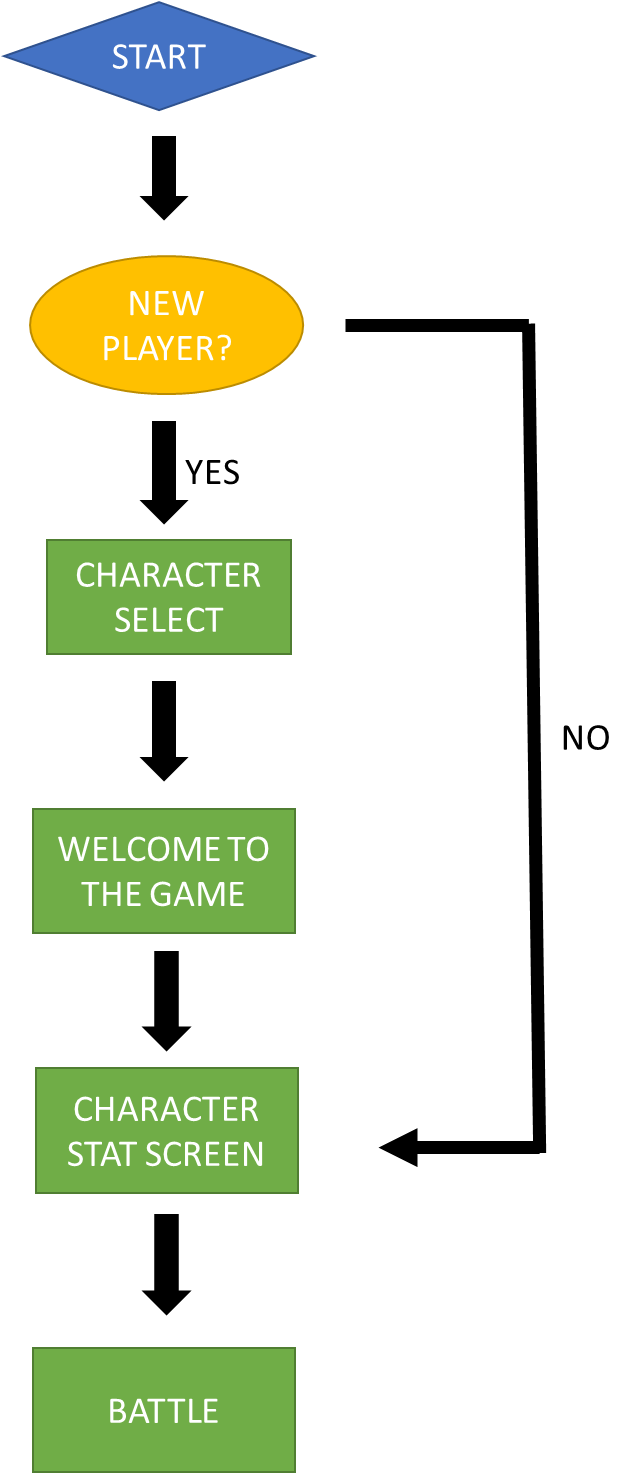 START
NEW
PLAYER?
YES
CHARACTER
SELECT
NO
WELCOME TO
THE GAME
CHARACTER
STAT SCREEN
BATTLE